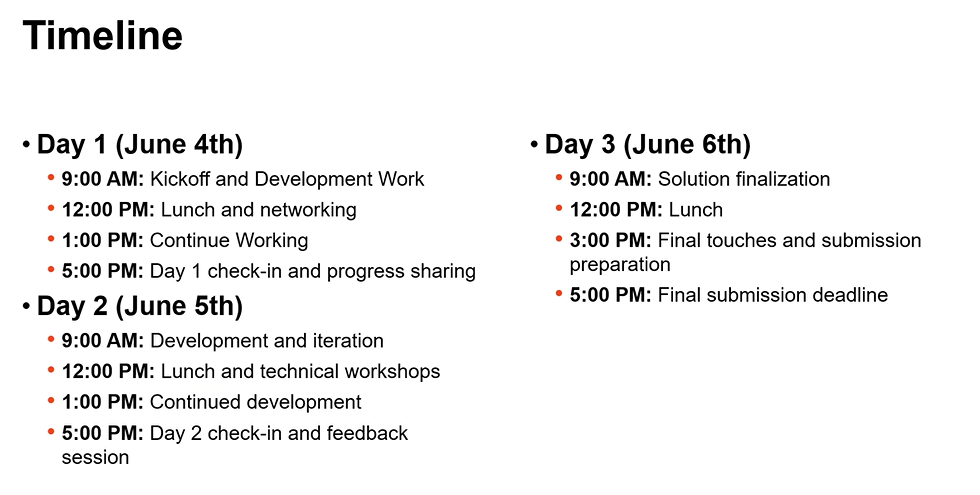 Timeline
• Day 1 (June 4th)
• 9:00 AM: Kickoff and Development Work
• 12:00 PM: Lunch and networking
• 1:00 PM: Continue Working
• 5:00 PM: Day 1 check-in and progress sharing
• Day 2 (June 5th)
• 9:00 AM: Development and iteration
• 12:00 PM: Lunch and technical workshops
• 1:00 PM: Continued development
• 5:00 PM: Day 2 check-in and feedback
session
• Day 3 (June 6th)
• 9:00 AM: Solution finalization
• 12:00 PM: Lunch
• 3:00 PM: Final touches and submission
preparation
• 5:00 PM: Final submission deadline